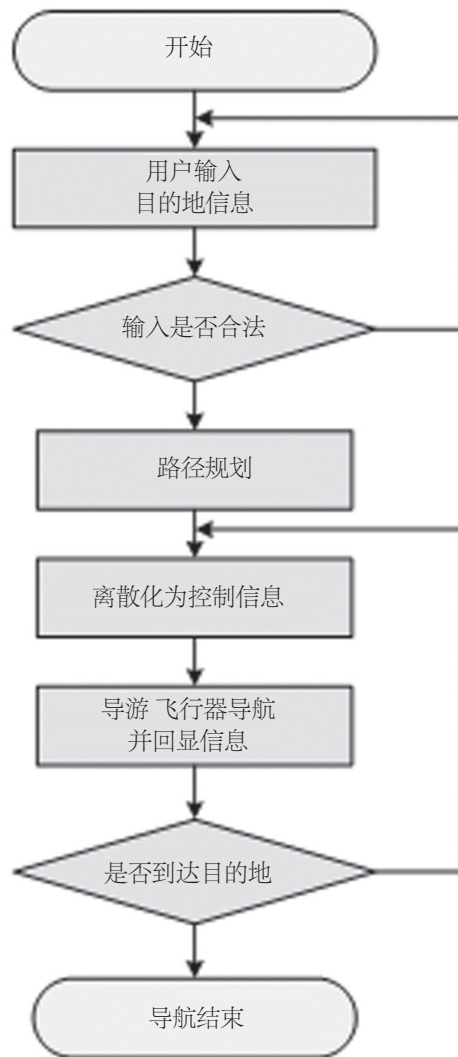 开始
用户输入
目的地信息
输入是否合法
路径规划
离散化为控制信息
导游 飞行器导航
并回显信息
是否到达目的地
导航结束